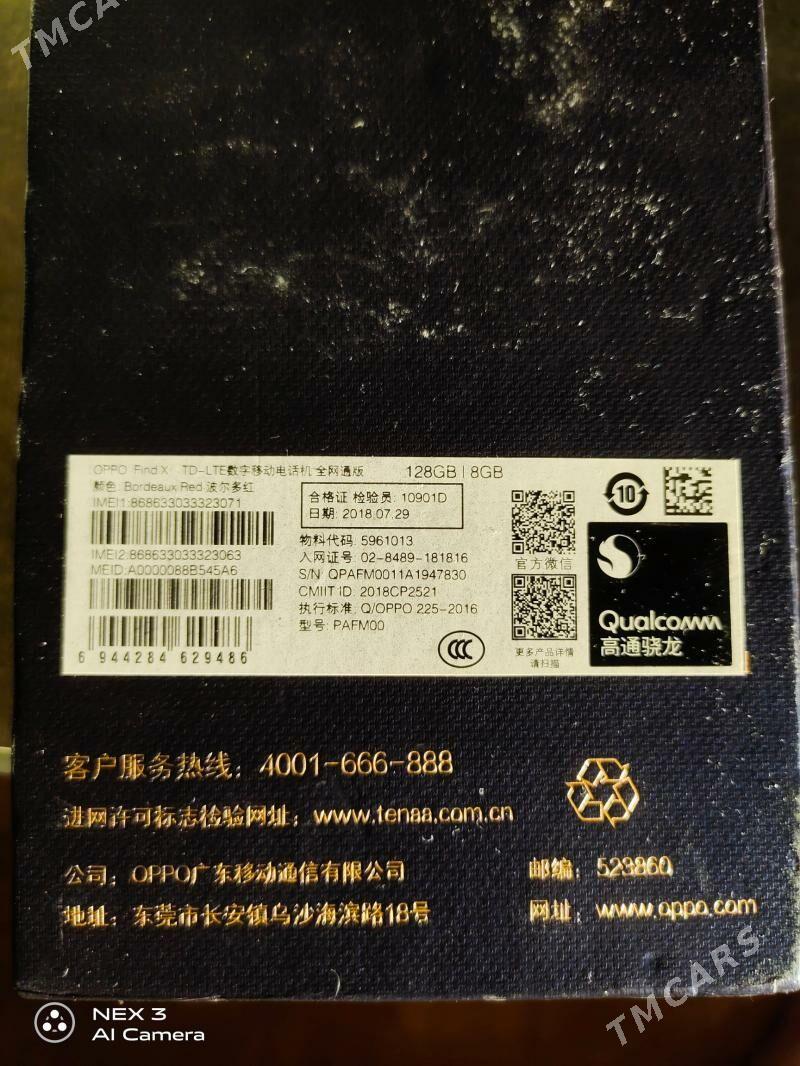 TMCARS
OPPO Find X TD-LTE数字移动电话机 全网通版 128GB | 8GB
颜色: Bordeaux Red 波尔多红
IMEI1:868633033323071
IMEI2:868633033323063
MEID:A0000088B545A6
6 944284 629486
合格证 检验员: 10901D
日期: 2018.07.29
物料代码: 5961013
入网证号: 02-8489-181816
S/N: QPAFM0011A1947830
CMIIT ID: 2018CP2521
执行标准: Q/OPPO 225-2016
型号: PAFM00
CCC
官方微信
更多产品详情
请扫描
10
Qualcomm
高通骁龙
客户服务热线: 4001-666-888
进网许可标志检验网址: www.tenaa.com.cn
公司: OPPO广东移动通信有限公司 邮编: 523860
地址: 东莞市长安镇乌沙海滨路18号 网址: www.oppo.com
TMCARS
NEX 3
AI Camera